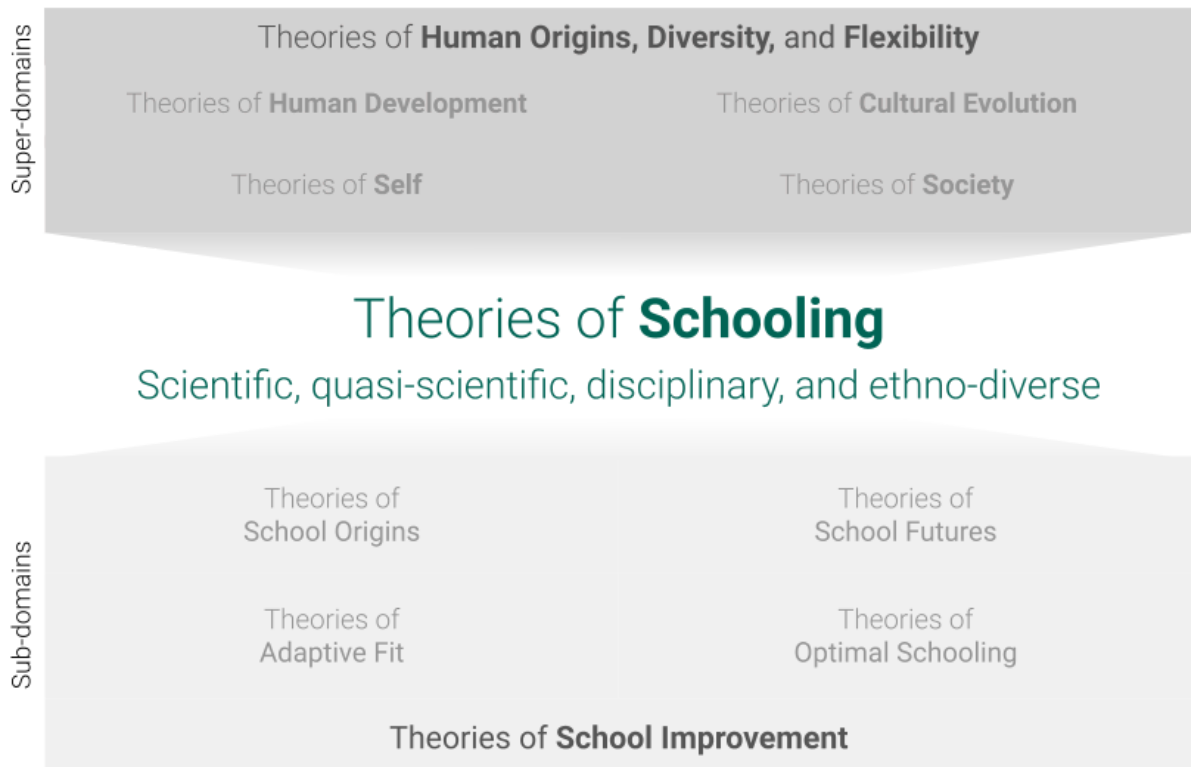 Super-domains
Theories of Human Origins, Diversity, and Flexibility
Theories of Human Development
Theories of Cultural Evolution
Theories of Self
Theories of Society
Theories of Schooling
Scientific, quasi-scientific, disciplinary, and ethno-diverse
Sub-domains
Theories of
School Origins
Theories of
School Futures
Theories of
Adaptive Fit
Theories of
Optimal Schooling
Theories of School Improvement